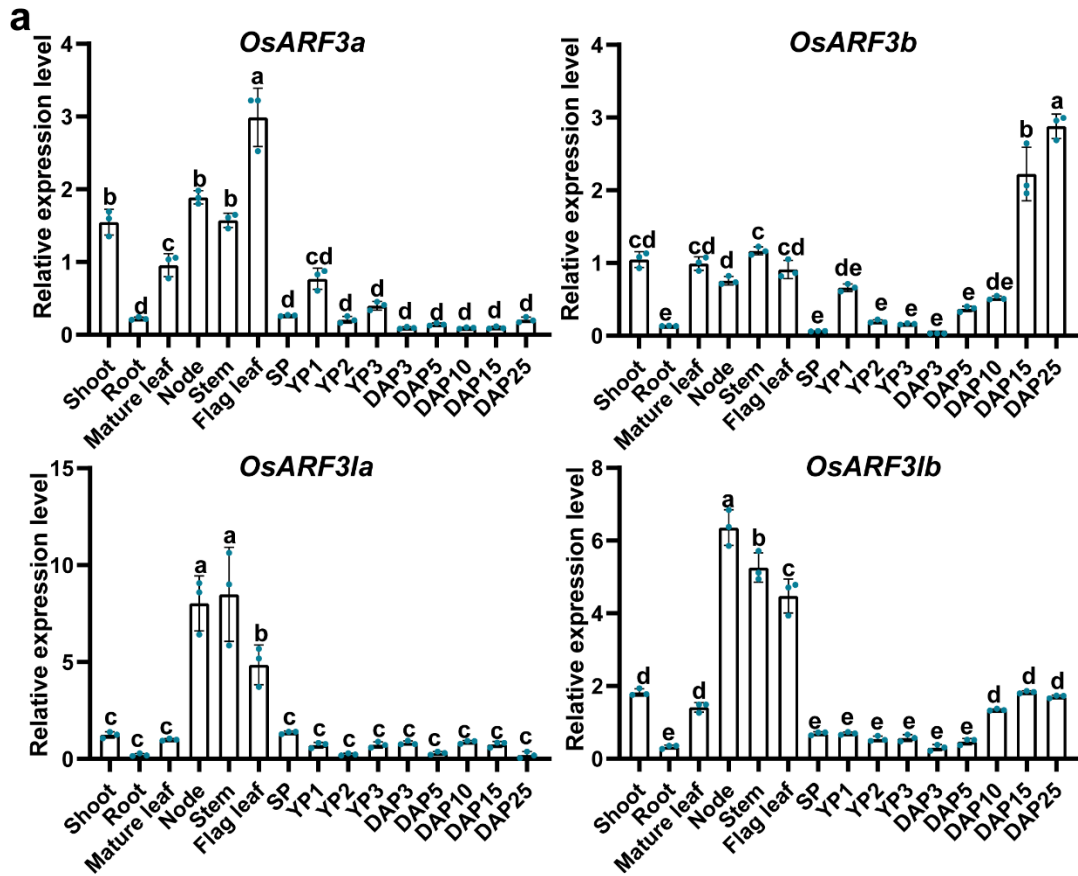 a
OsARF3a
Relative expression level
4
3
2
1
0
b
d
c
b
b
a
d
cd
d
d
d
d
d
d
d
Shoot
Root
Mature leaf
Node
Stem
Flag leaf
SP
YP1
YP2
YP3
DAP3
DAP5
DAP10
DAP15
DAP25
OsARF3b
Relative expression level
4
3
2
1
0
cd
e
cd
d
c
cd
e
de
e
e
e
e
de
b
a
Shoot
Root
Mature leaf
Node
Stem
Flag leaf
SP
YP1
YP2
YP3
DAP3
DAP5
DAP10
DAP15
DAP25
OsARF3la
Relative expression level
15
10
5
0
c
c
c
a
a
b
c
c
c
c
c
c
c
c
c
Shoot
Root
Mature leaf
Node
Stem
Flag leaf
SP
YP1
YP2
YP3
DAP3
DAP5
DAP10
DAP15
DAP25
OsARF3lb
Relative expression level
8
6
4
2
0
d
e
d
a
b
c
e
e
e
e
e
e
d
d
d
Shoot
Root
Mature leaf
Node
Stem
Flag leaf
SP
YP1
YP2
YP3
DAP3
DAP5
DAP10
DAP15
DAP25